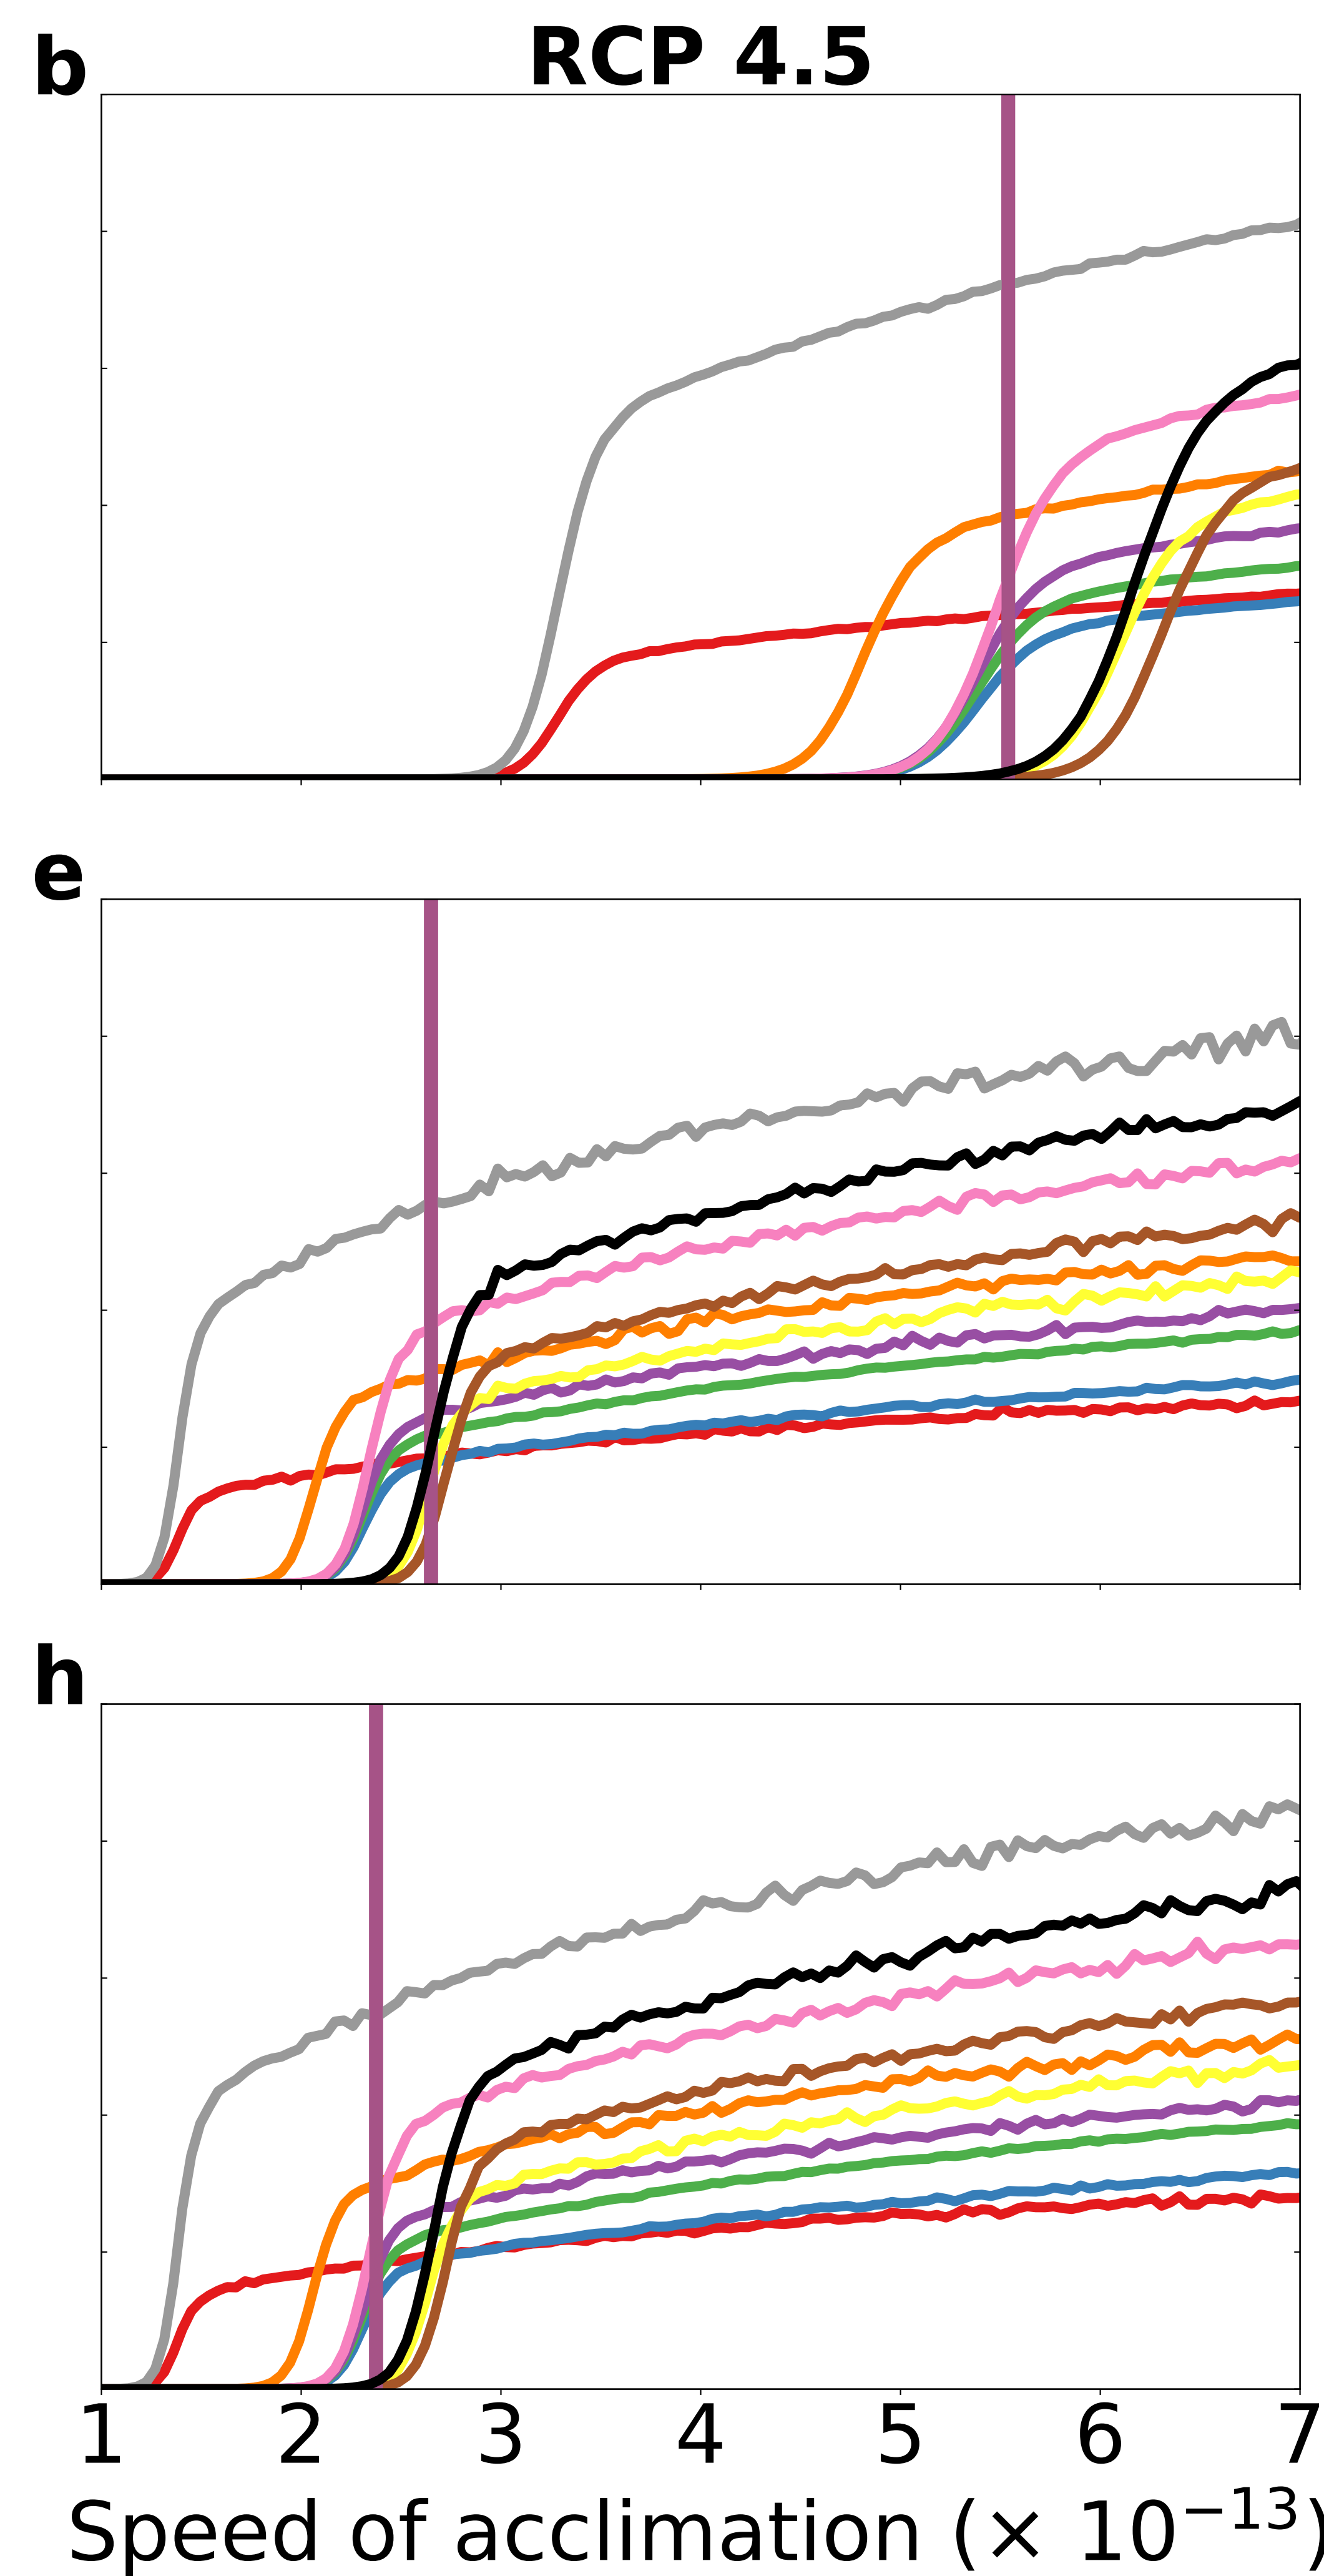 b
RCP 4.5
e
h
1 2 3 4 5 6 7
Speed of acclimation (× 10⁻¹³)